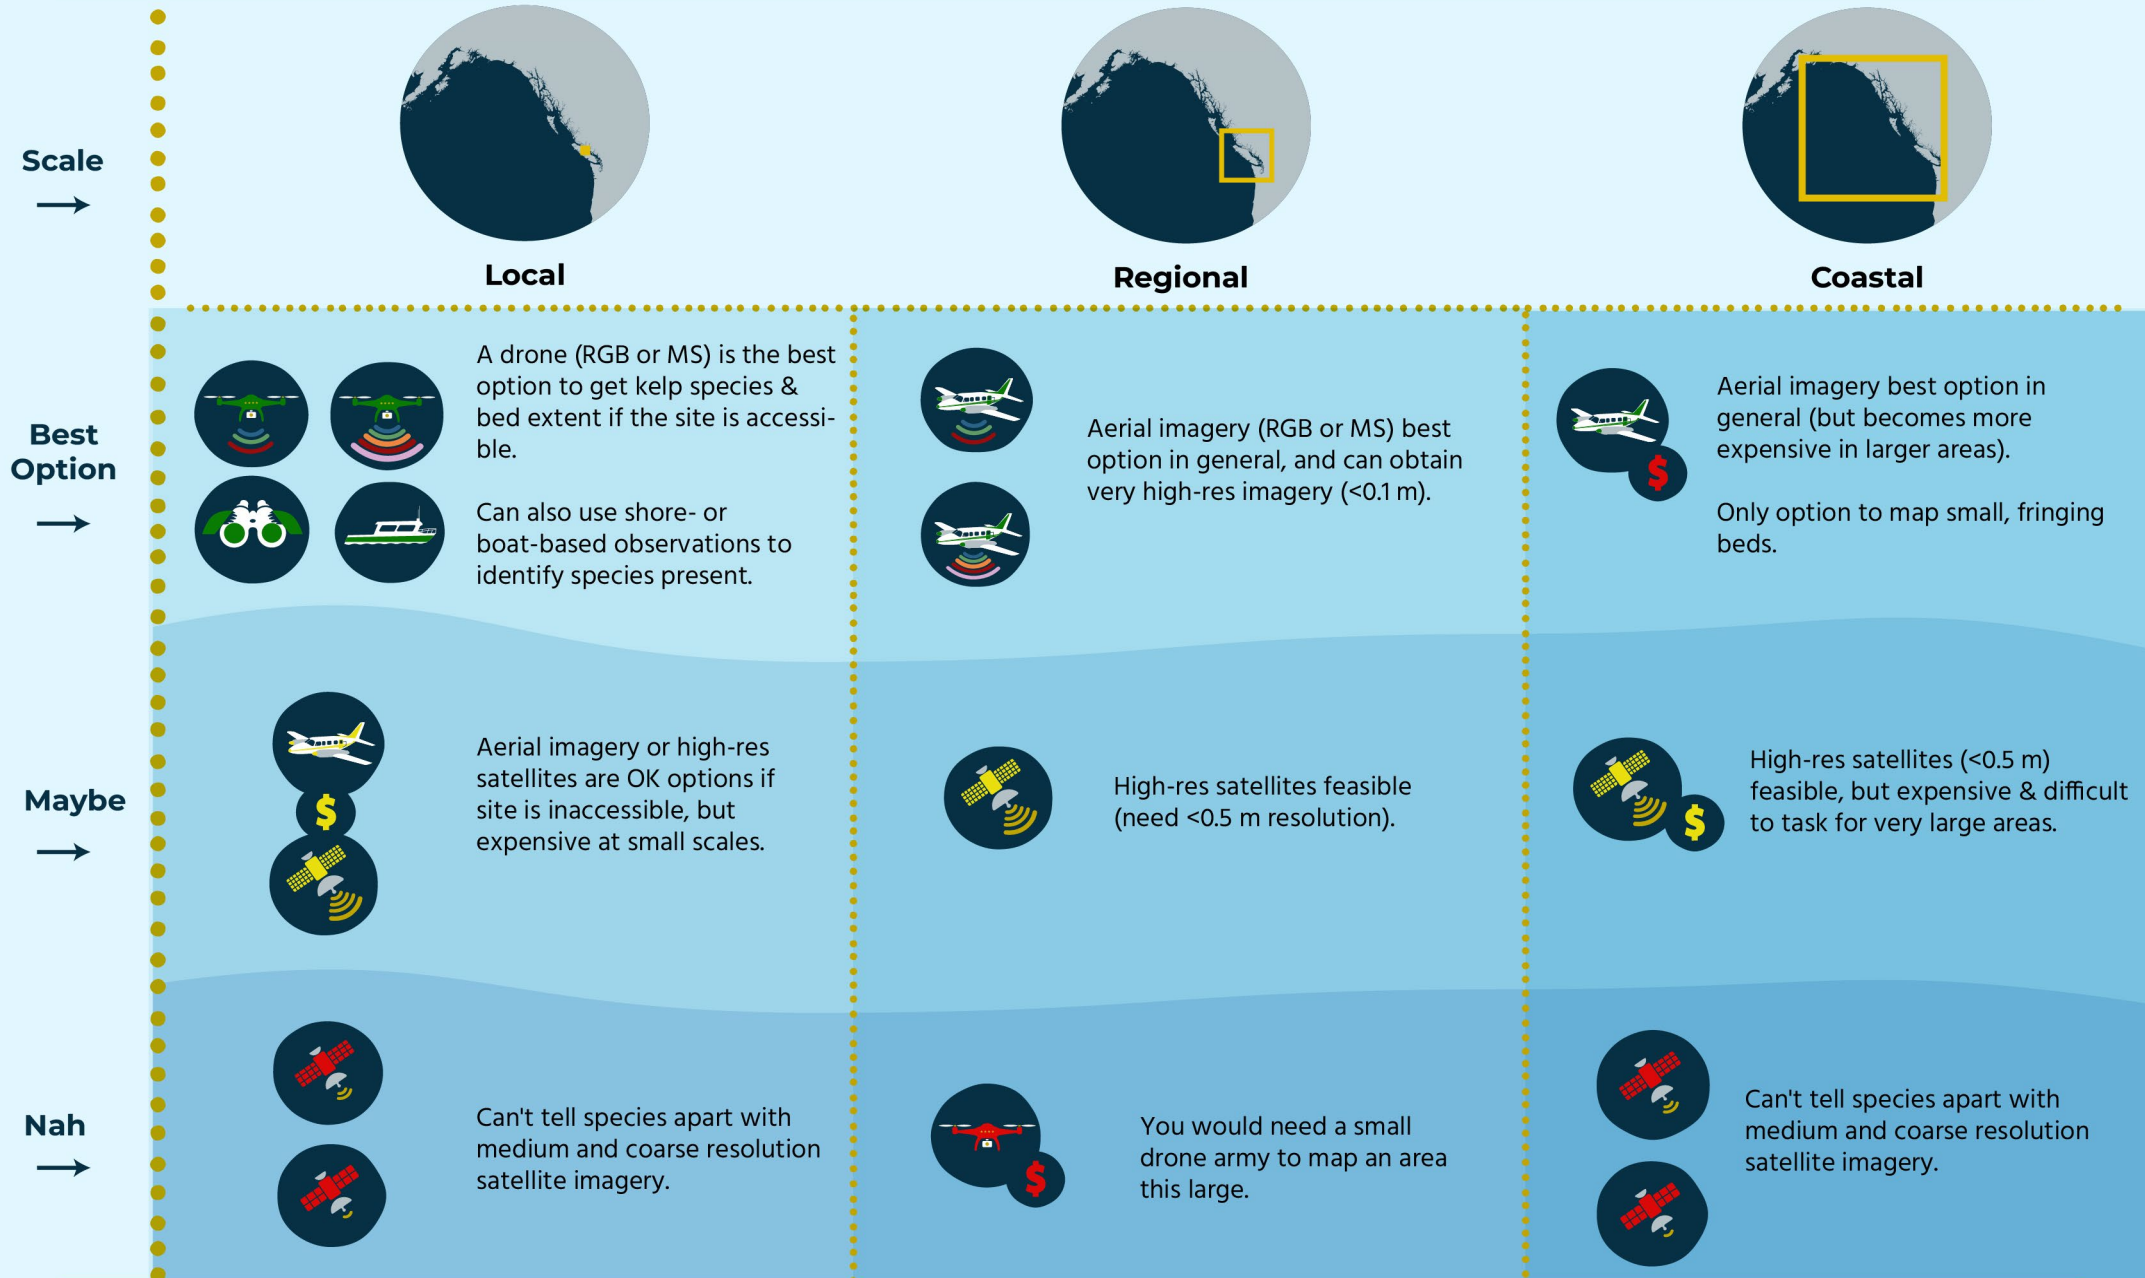 Scale
Local
Regional
Coastal
Best
Option
A drone (RGB or MS) is the best
option to get kelp species &
bed extent if the site is accessi-
ble.
Can also use shore- or
boat-based observations to
identify species present.
Aerial imagery (RGB or MS) best
option in general, and can obtain
very high-res imagery (<0.1 m).
$
Aerial imagery best option in
general (but becomes more
expensive in larger areas).
Only option to map small, fringing
beds.
Maybe
$
Aerial imagery or high-res
satellites are OK options if
site is inaccessible, but
expensive at small scales.
High-res satellites feasible
(need <0.5 m resolution).
$
High-res satellites (<0.5 m)
feasible, but expensive & difficult
to task for very large areas.
Nah
Can't tell species apart with
medium and coarse resolution
satellite imagery.
$
You would need a small
drone army to map an area
this large.
Can't tell species apart with
medium and coarse resolution
satellite imagery.